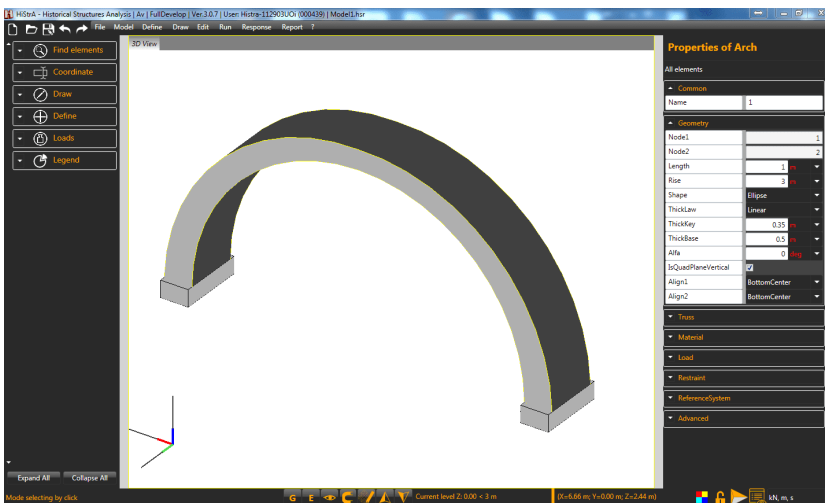 HiStrA - Historical Structures Analysis | Av | FullDevelop | Ver.3.0.7 | User: Histra-112903UOi (000439) | Model1.hsr
File Model Define Draw Edit Run Response Report ?
3D View
Find elements
Coordinate
Draw
Define
Loads
Legend
Expand All Collapse All
Properties of Arch
All elements
Common
Name 1
Geometry
Node1 1
Node2 2
Length 1 m
Rise 3 m
Shape Ellipse
ThickLaw Linear
ThickKey 0.35 m
ThickBase 0.5 m
Alfa 0 deg
IsQuadPlaneVertical
Align1 BottomCenter
Align2 BottomCenter
Truss
Material
Load
Restraint
ReferenceSystem
Advanced
Mode selecting by click G E Current level Z: 0.00 < 3 m (X=6.66 m; Y=0.00 m; Z=2.44 m) kN, m, s